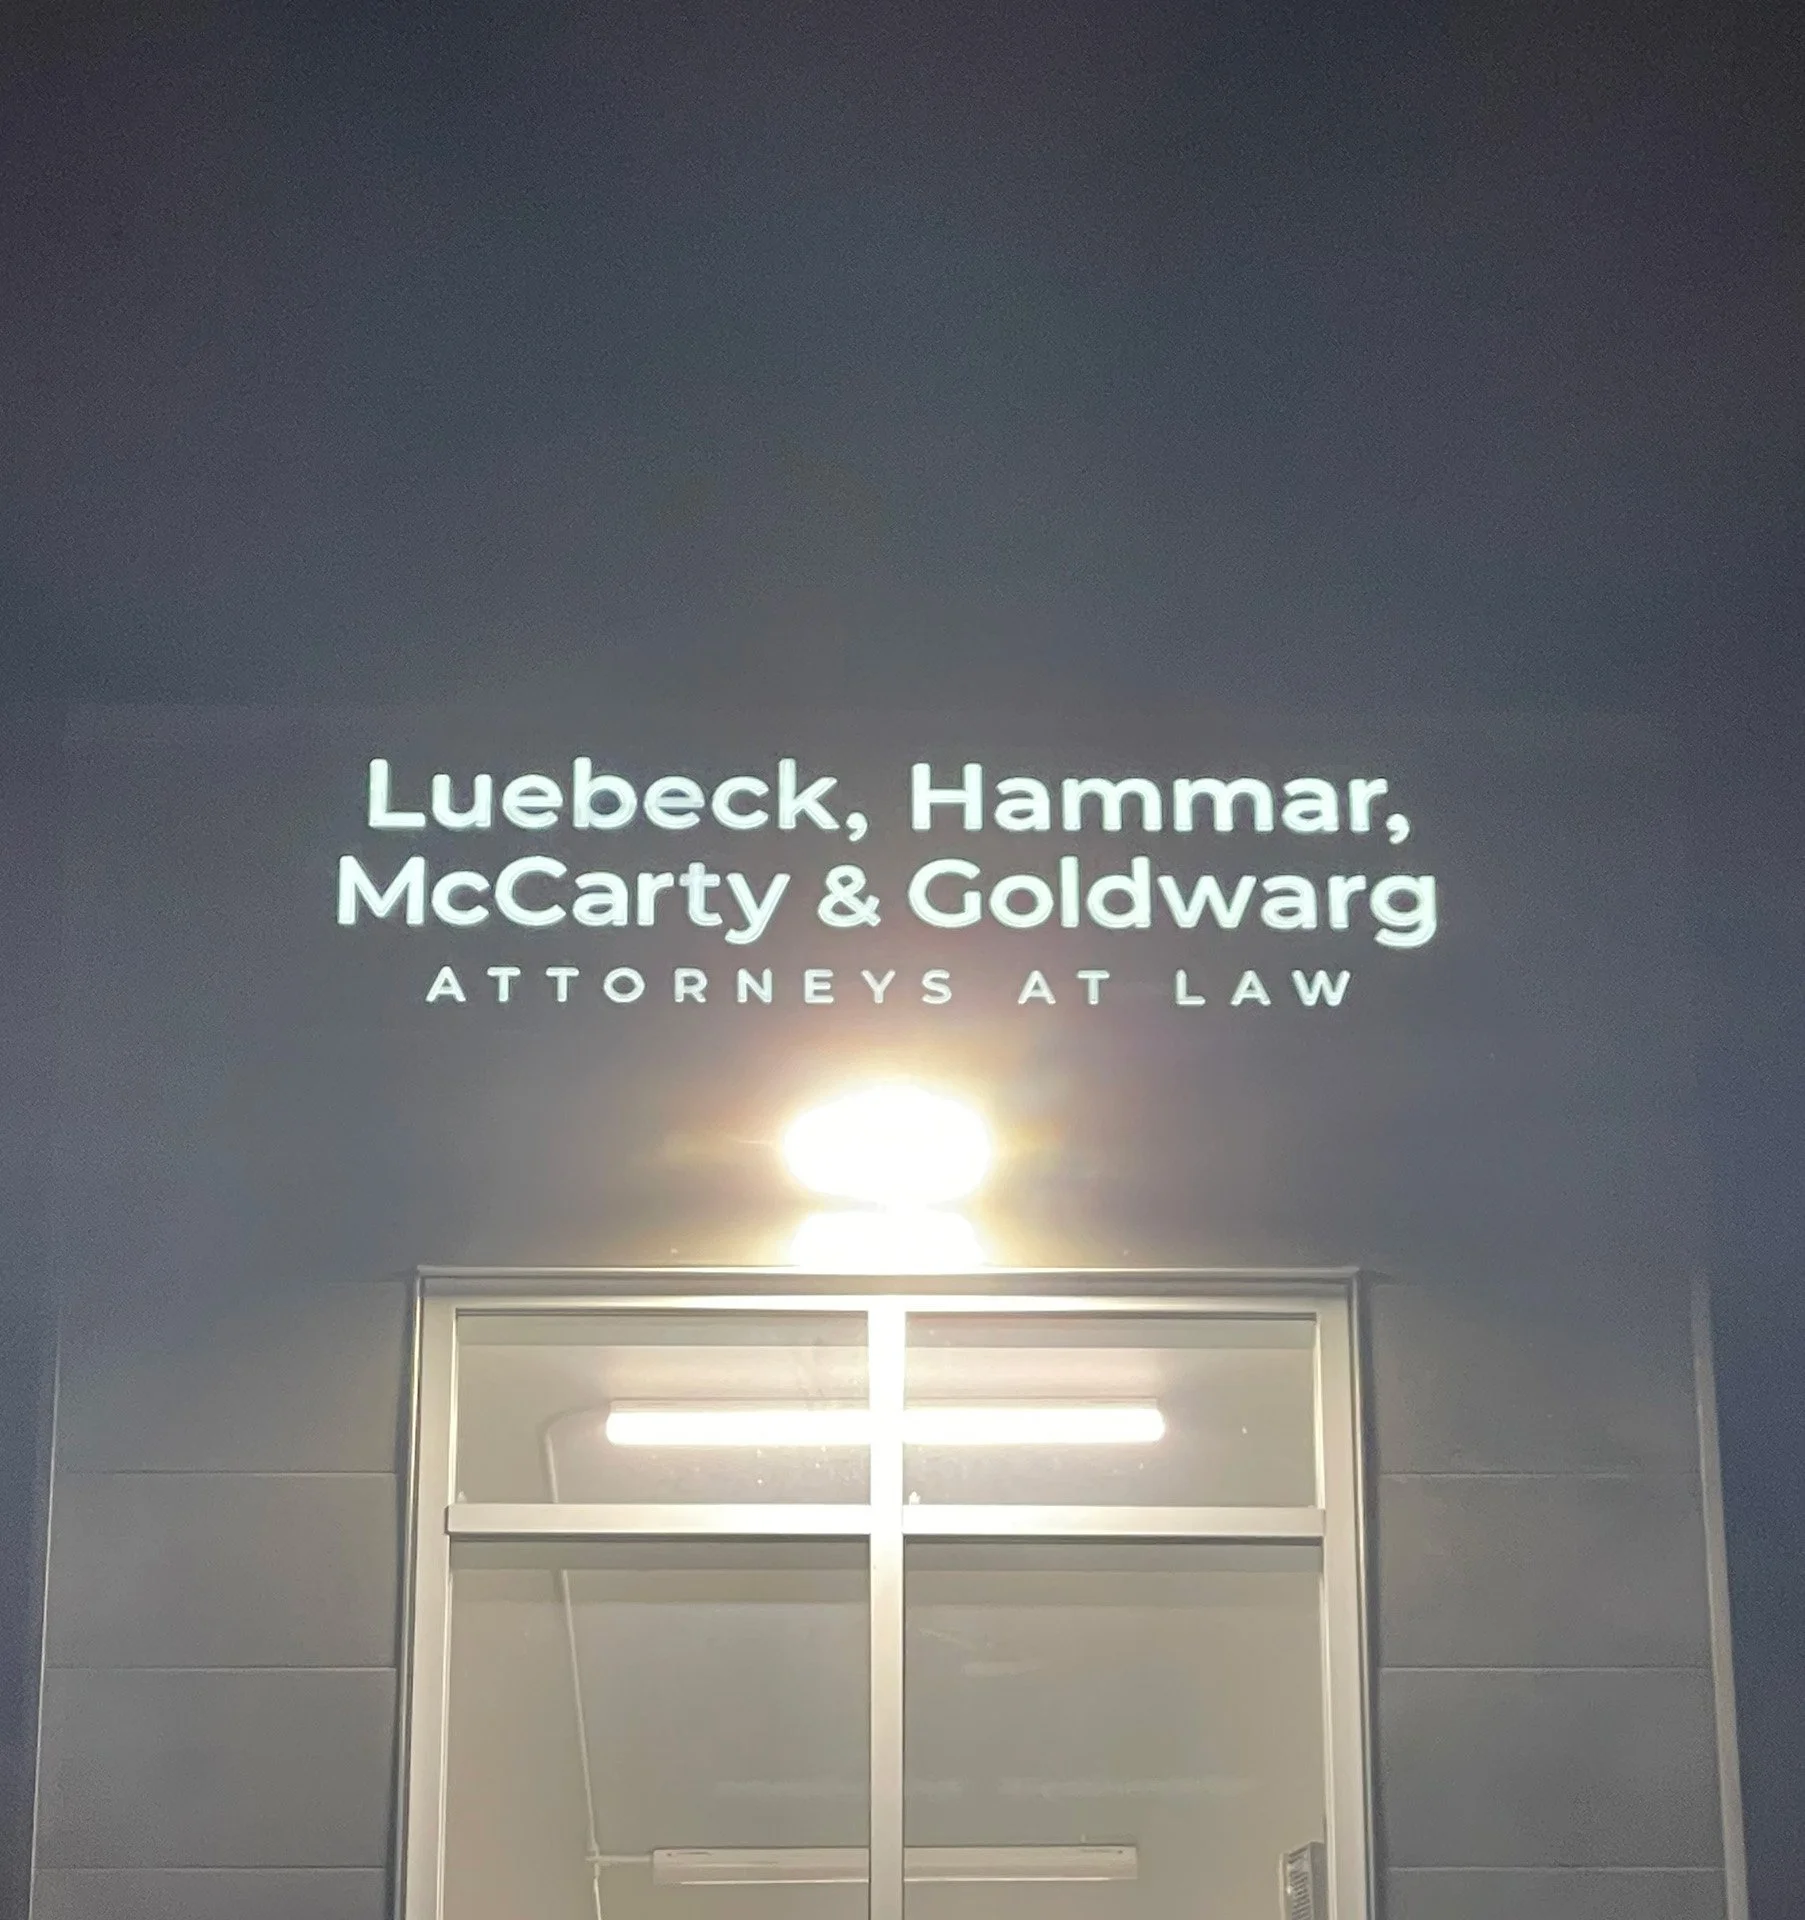 Luebeck, Hammar,
McCarty & Goldwarg
ATTORNEYS AT LAW